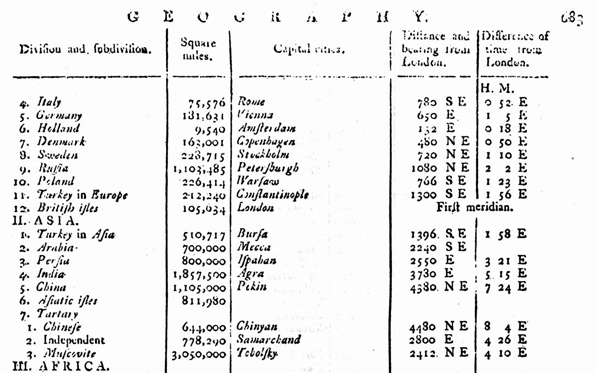 GEOGRAPHY. 683
Division and subdivision. Square miles. Capital cities. Distance and bearing from London. Difference of time from London.
H. M.
4. Italy 75,576 Rome 780 S E 0 52 E
5. Germany 181,631 Vienna 650 E 1 5 E
6. Holland 9,540 Amſterdam 132 E 0 18 E
7. Denmark 163,001 Copenhagen 480 N E 0 50 E
8. Sweden 228,715 Stockholm 720 N E 1 10 E
9. Ruſſia 1,103,485 Peterſburgh 1080 N E 2 2 E
10. Poland 226,414 Warſaw 766 S E 1 23 E
11. Turkey in Europe 212,240 Conſtantinople 1300 S E 1 56 E
12. Britiſh iſles 105,034 London Firſt meridian.
II. ASIA.
1. Turkey in Aſia 510,717 Burſa 1396 S E 1 58 E
2. Arabia 700,000 Mecca 2240 S E
3. Perſia 800,000 Iſpahan 2550 E 3 21 E
4. India 1,857,500 Agra 3780 E 5 15 E
5. China 1,105,000 Pekin 4380 N E 7 24 E
6. Aſiatic iſles 811,980
7. Tartary
1. Chineſe 644,000 Chinyan 4480 N E 8 4 E
2. Independent 778,290 Samarchand 2800 E 4 26 E
3. Muſcovite 3,050,000 Tobolſky 2412 N E 4 10 E
III. AFRICA.